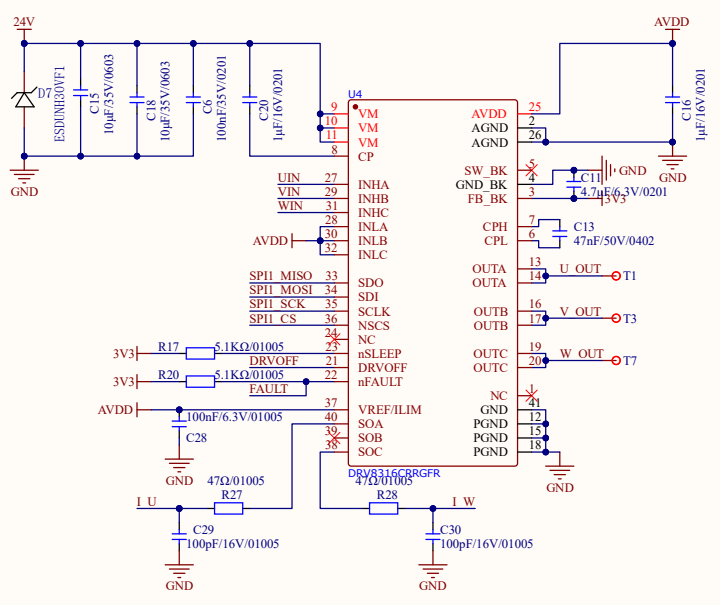 24V
AVDD
D7
ESDUNH30VF1
C15
10μF/35V/0603
C18
10μF/35V/0603
C6
100nF/35V/0201
C20
1μF/16V/0201
C16
1μF/16V/0201
GND
GND
U4
9 VM
10 VM
11 VM
8 CP
UIN 27 INHA
VIN 29 INHB
WIN 31 INHC
28 INLA
AVDD 30 INLB
32 INLC
SPI1_MISO 33 SDO
SPI1_MOSI 34 SDI
SPI1_SCK 35 SCLK
SPI1_CS 36 NSCS
24 NC
3V3 R17 5.1KΩ/01005 23 nSLEEP
DRVOFF 21 DRVOFF
3V3 R20 5.1KΩ/01005 22 nFAULT
FAULT
AVDD 37 VREF/ILIM
100nF/6.3V/01005
C28
GND
40 SOA
39 SOB
38 SOC
AVDD 25
AGND 2
AGND 26
SW_BK 5
GND_BK 4
FB_BK 3
GND
C11
4.7μF/6.3V/0201
3V3
CPH 7
CPL 6
C13
47nF/50V/0402
OUTA 13
OUTA 14
U_OUT T1
OUTB 16
OUTB 17
V_OUT T3
OUTC 19
OUTC 20
W_OUT T7
NC 1
GND 41
PGND 12
PGND 15
PGND 18
GND
DRV8316CRRGFR
47Ω/01005
R27
I_U
C29
100pF/16V/01005
GND
47Ω/01005
R28
I_W
C30
100pF/16V/01005
GND